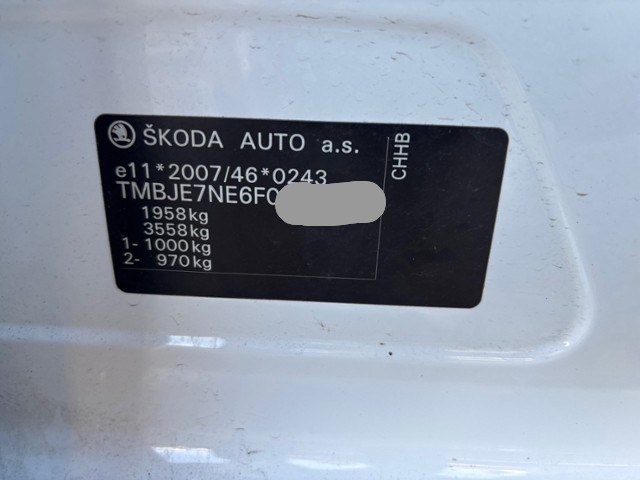 ŠKODA AUTO a.s.
e11*2007/46*0243
TMBJE7NE6F0
1958kg
3558kg
1- 1000kg
2- 970kg
CHHB